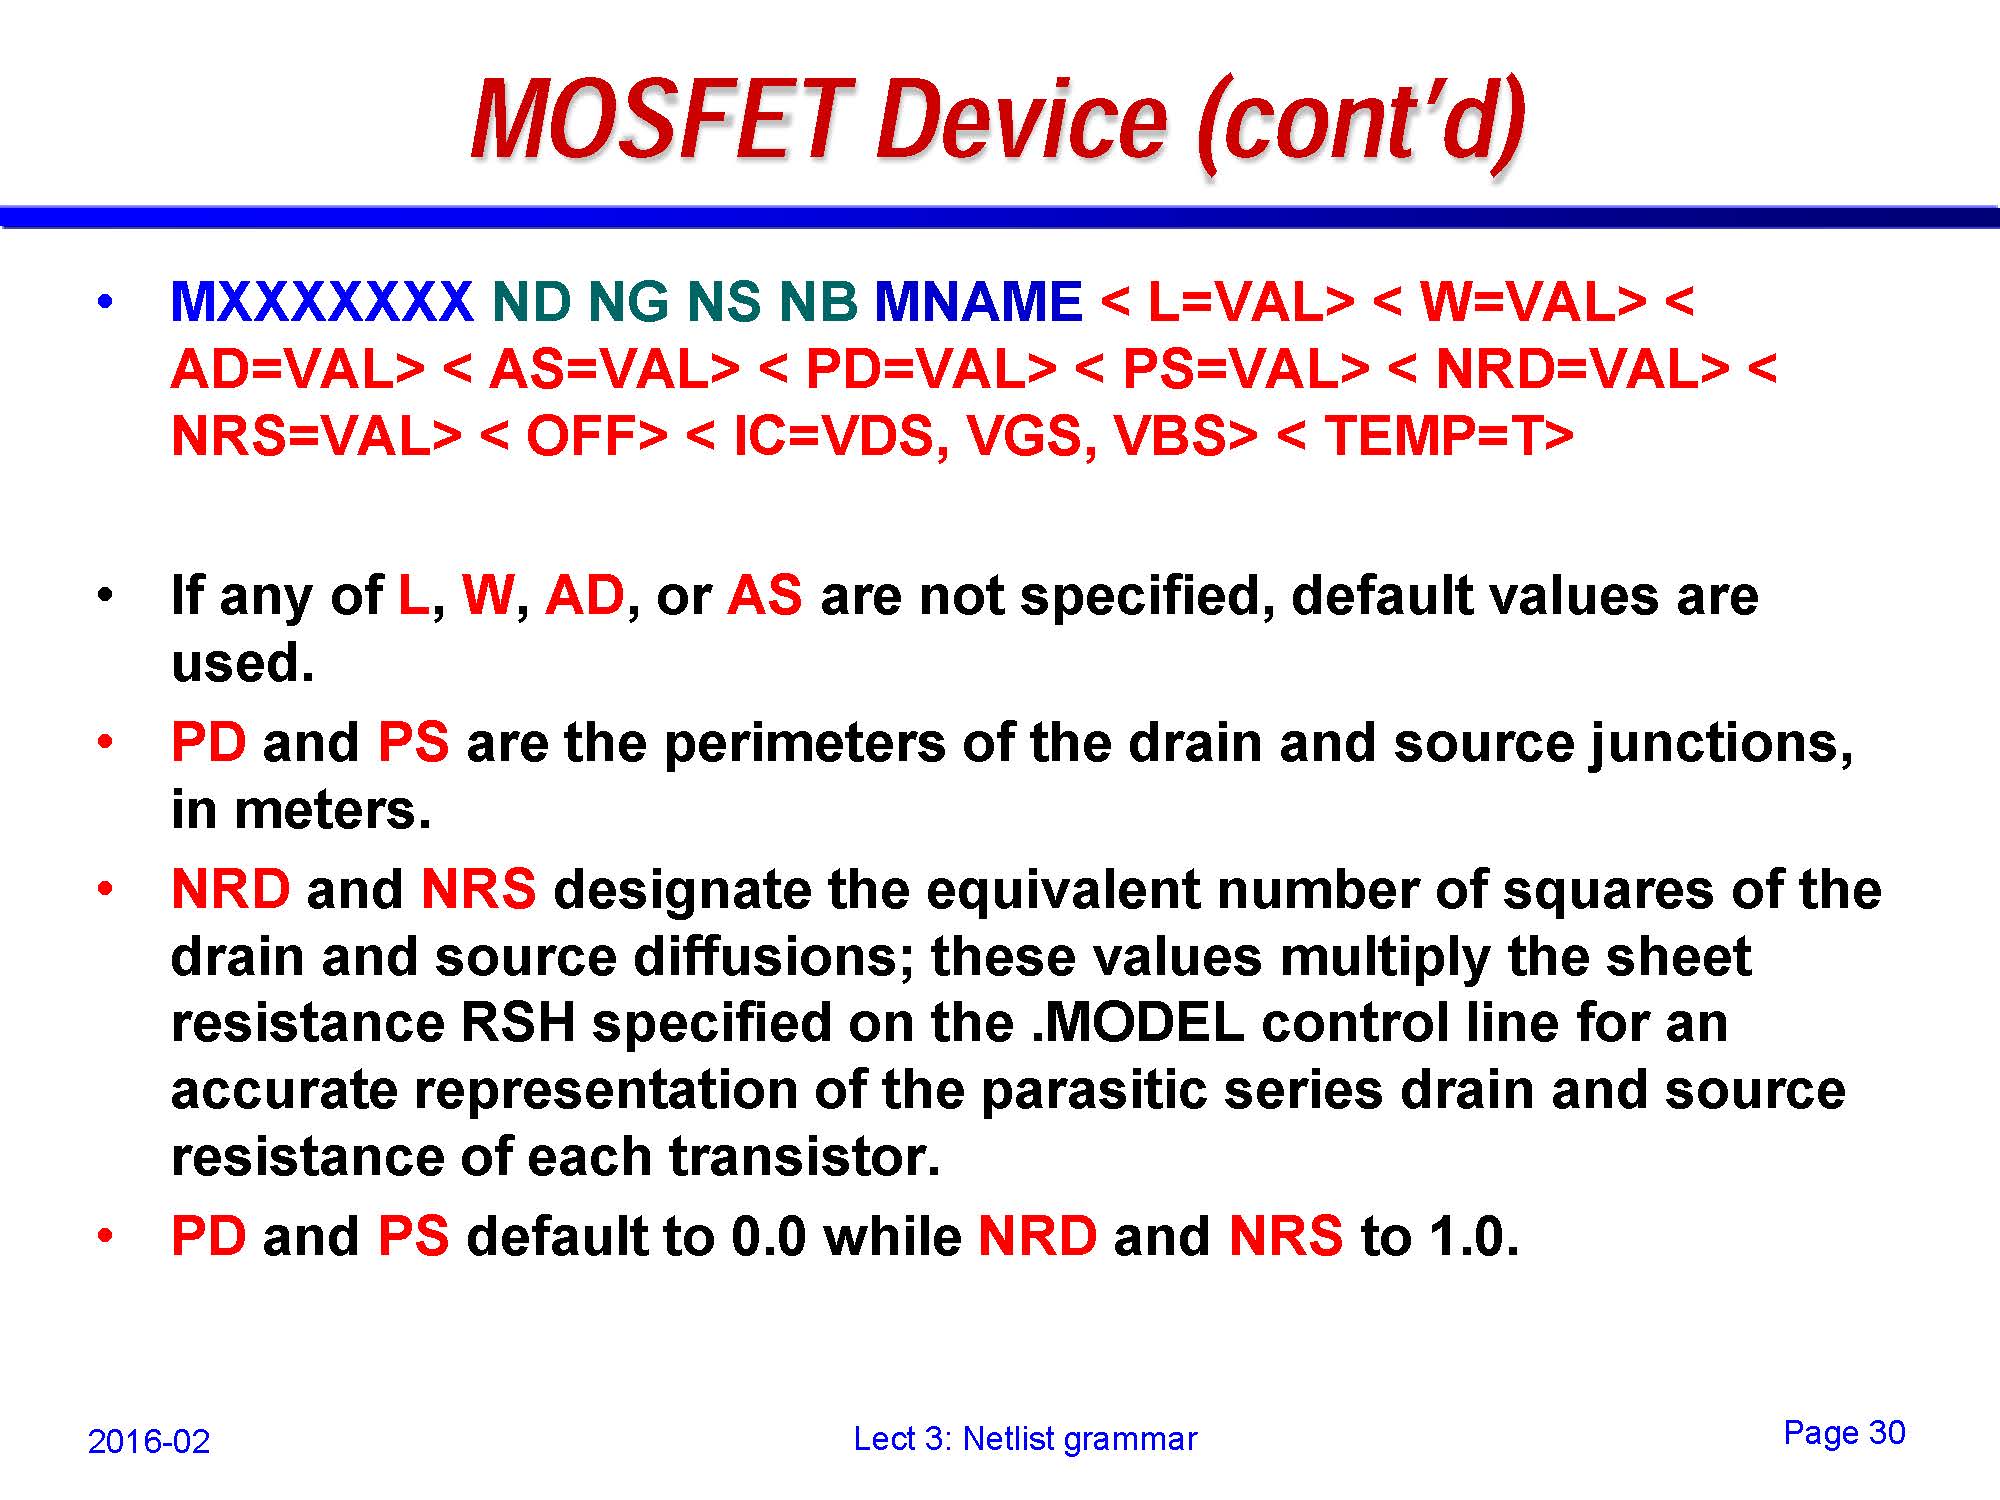 MOSFET Device (cont'd)
• MXXXXXXX ND NG NS NB MNAME < L=VAL> < W=VAL> <
AD=VAL> < AS=VAL> < PD=VAL> < PS=VAL> < NRD=VAL> <
NRS=VAL> < OFF> < IC=VDS, VGS, VBS> < TEMP=T>
• If any of L, W, AD, or AS are not specified, default values are
used.
• PD and PS are the perimeters of the drain and source junctions,
in meters.
• NRD and NRS designate the equivalent number of squares of the
drain and source diffusions; these values multiply the sheet
resistance RSH specified on the .MODEL control line for an
accurate representation of the parasitic series drain and source
resistance of each transistor.
• PD and PS default to 0.0 while NRD and NRS to 1.0.
2016-02
Lect 3: Netlist grammar
Page 30